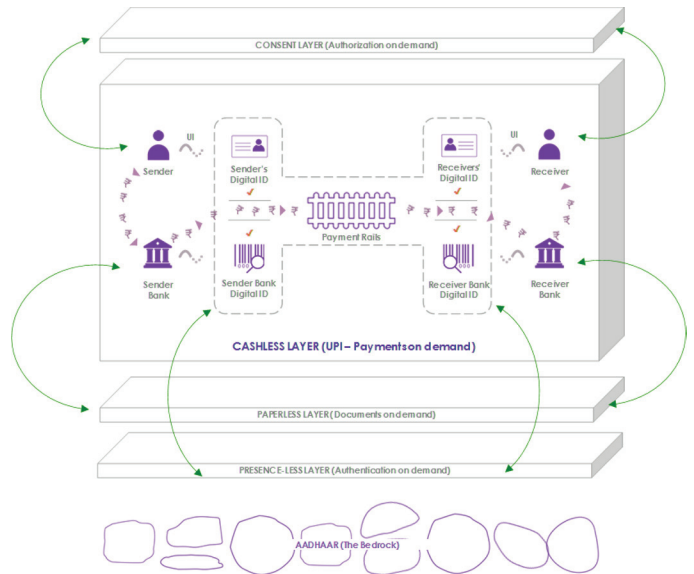 CONSENT LAYER (Authorization on demand)
UI
UI
Sender
Sender's
Digital ID
Receivers'
Digital ID
Receiver
Payment Rails
Sender
Bank
Sender Bank
Digital ID
Receiver Bank
Digital ID
Receiver
Bank
CASHLESS LAYER (UPI – Payments on demand)
PAPERLESS LAYER (Documents on demand)
PRESENCE-LESS LAYER (Authentication on demand)
AADHAAR (The Bedrock)